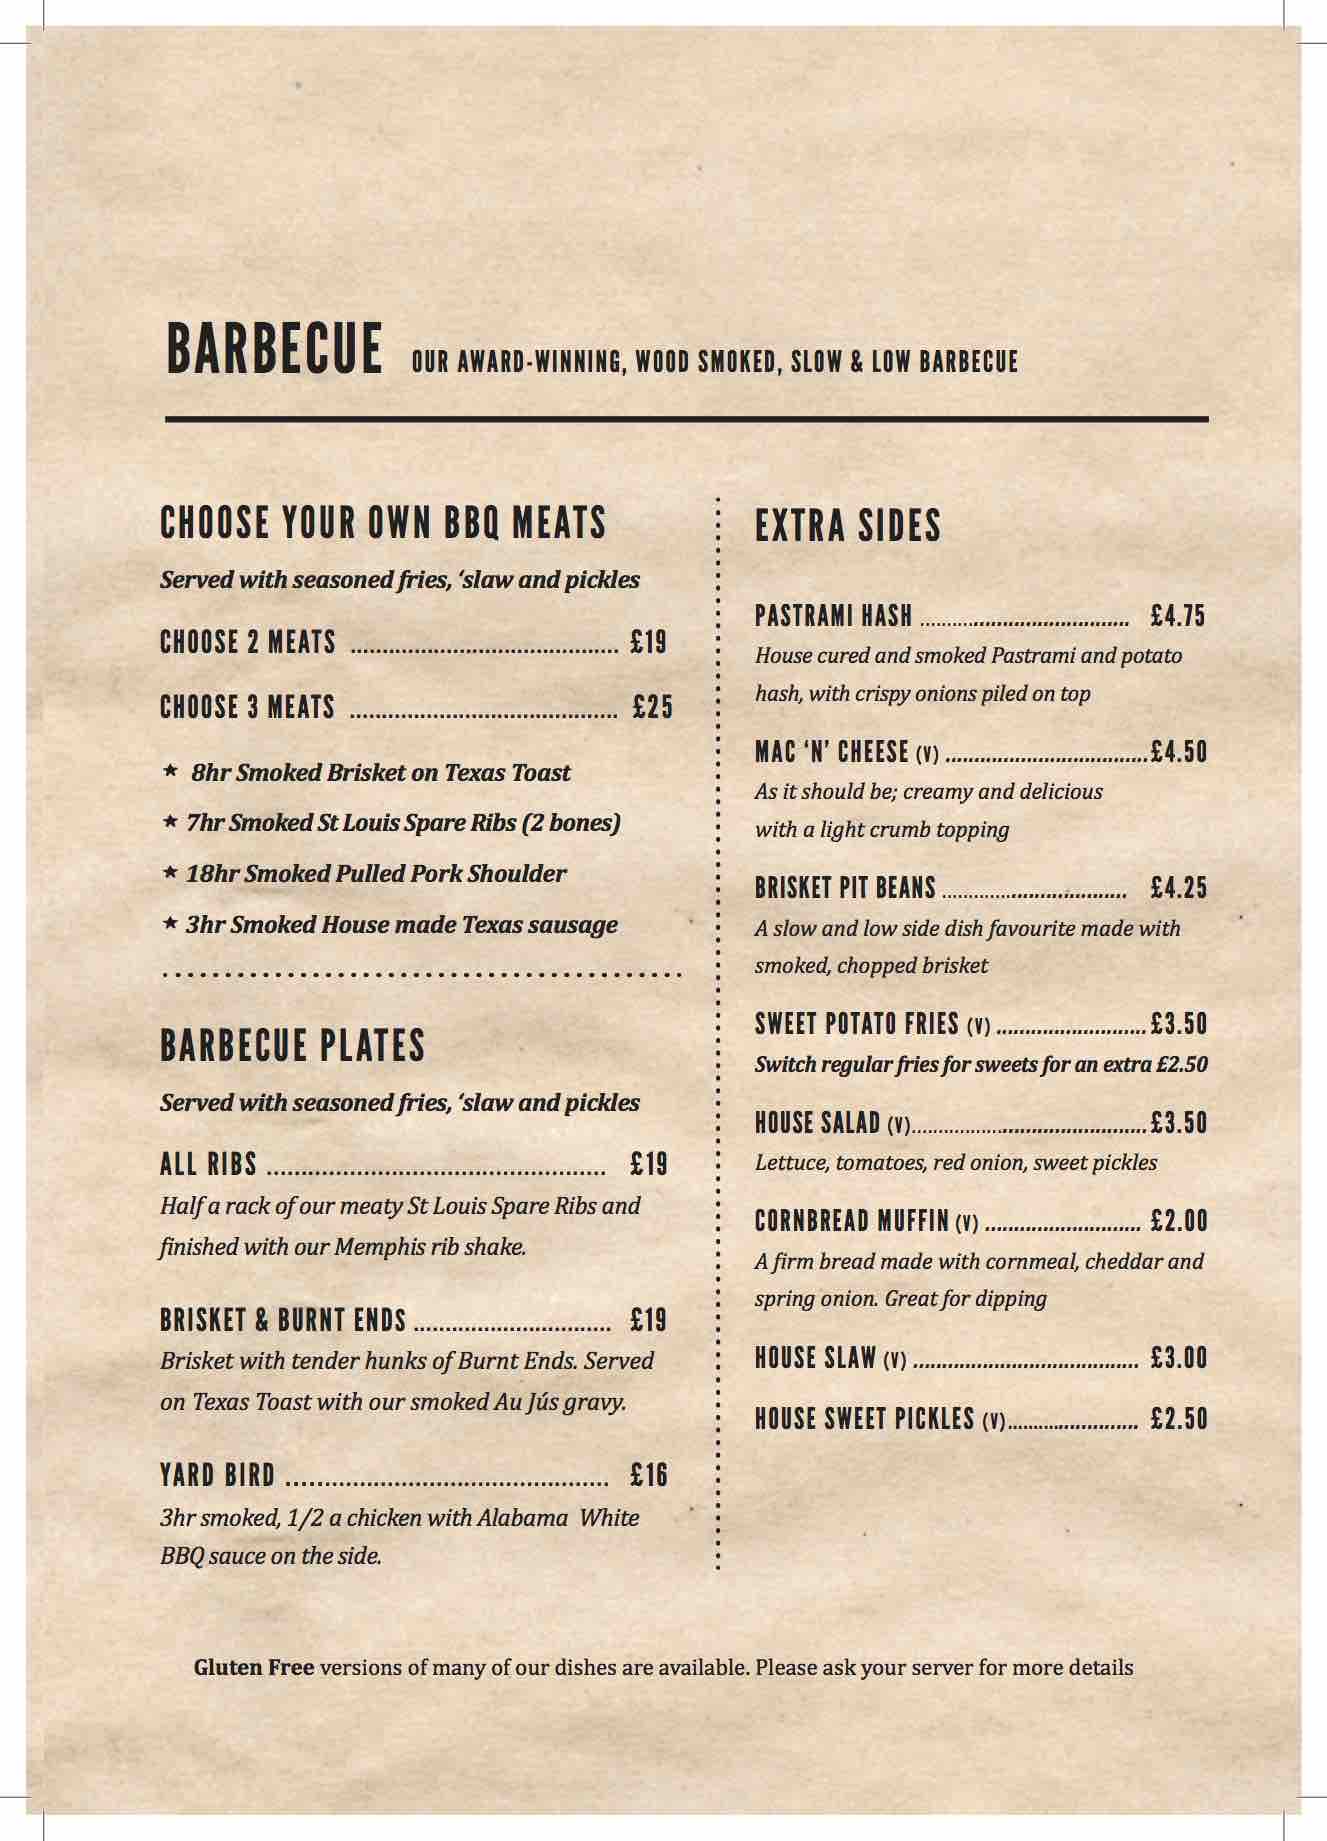 BARBECUE OUR AWARD-WINNING, WOOD SMOKED, SLOW & LOW BARBECUE
CHOOSE YOUR OWN BBQ MEATS
Served with seasoned fries, ‘slaw and pickles
CHOOSE 2 MEATS .......................................... £19
CHOOSE 3 MEATS .......................................... £25
★ 8hr Smoked Brisket on Texas Toast
★ 7hr Smoked St Louis Spare Ribs (2 bones)
★ 18hr Smoked Pulled Pork Shoulder
★ 3hr Smoked House made Texas sausage
BARBECUE PLATES
Served with seasoned fries, ‘slaw and pickles
ALL RIBS ................................................ £19
Half a rack of our meaty St Louis Spare Ribs and
finished with our Memphis rib shake.
BRISKET & BURNT ENDS ............................... £19
Brisket with tender hunks of Burnt Ends. Served
on Texas Toast with our smoked Au Jús gravy.
YARD BIRD .......................................... £16
3hr smoked, 1/2 a chicken with Alabama White
BBQ sauce on the side.
EXTRA SIDES
PASTRAMI HASH ..................................... £4.75
House cured and smoked Pastrami and potato
hash, with crispy onions piled on top
MAC ‘N’ CHEESE (V) ...................................£4.50
As it should be; creamy and delicious
with a light crumb topping
BRISKET PIT BEANS ................................. £4.25
A slow and low side dish favourite made with
smoked, chopped brisket
SWEET POTATO FRIES (V) .......................... £3.50
Switch regular fries for sweets for an extra £2.50
HOUSE SALAD (V)......................................... £3.50
Lettuce, tomatoes, red onion, sweet pickles
CORNBREAD MUFFIN (V) ........................... £2.00
A firm bread made with cornmeal, cheddar and
spring onion. Great for dipping
HOUSE SLAW (V) ....................................... £3.00
HOUSE SWEET PICKLES (V)........................ £2.50
Gluten Free versions of many of our dishes are available. Please ask your server for more details